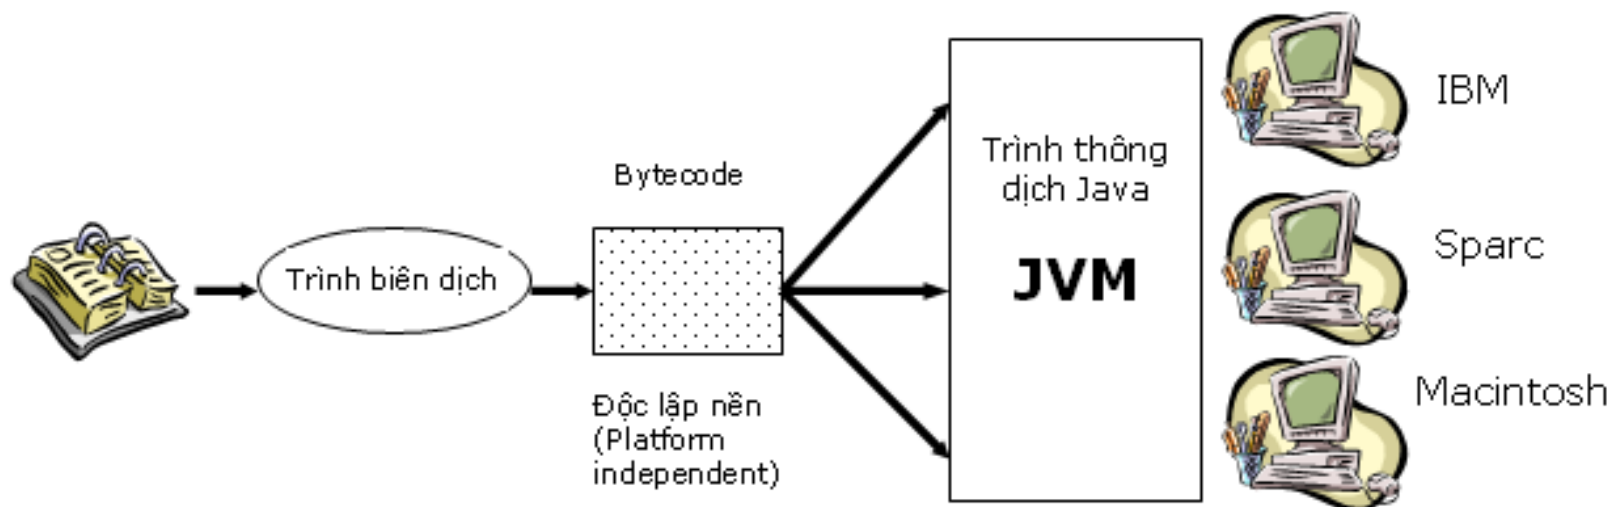 Trình biên dịch
Bytecode
Độc lập nền
(Platform
independent)
Trình thông
dịch Java
JVM
IBM
Sparc
Macintosh